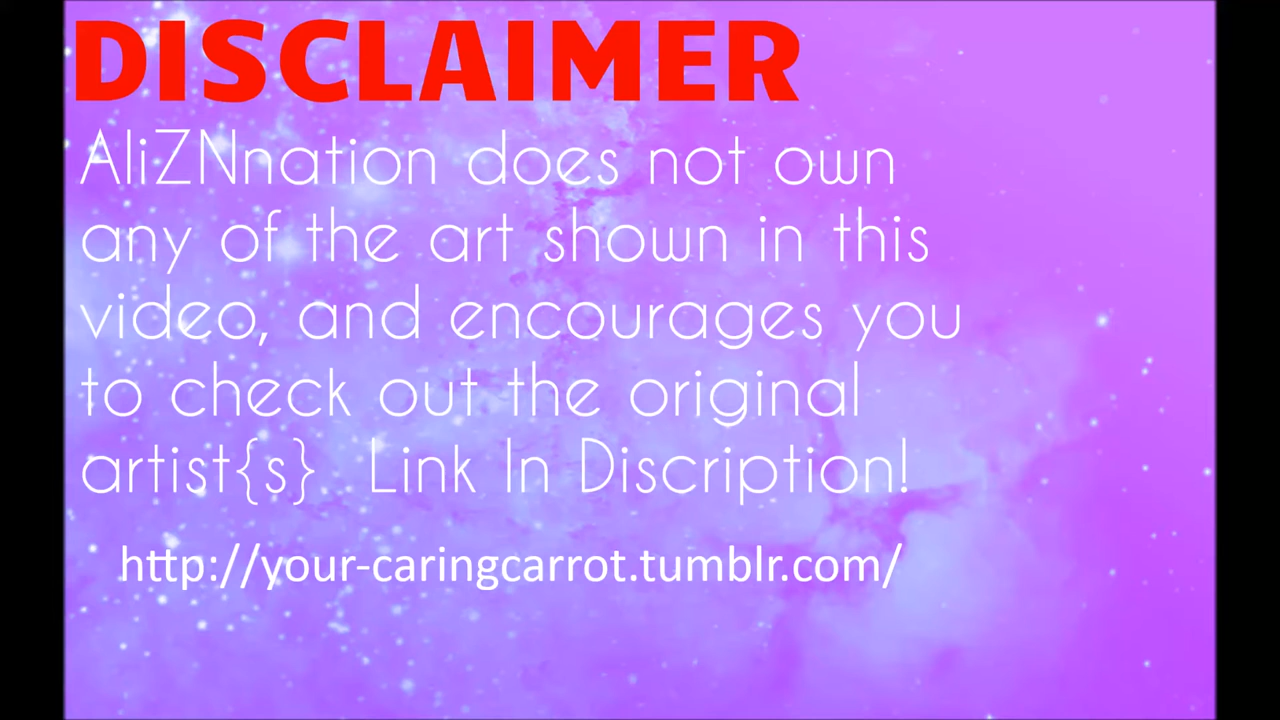 DISCLAIMER
AliZNnation does not own
any of the art shown in this
video, and encourages you
to check out the original
artist{s} Link In Discription!
http://your-caringcarrot.tumblr.com/